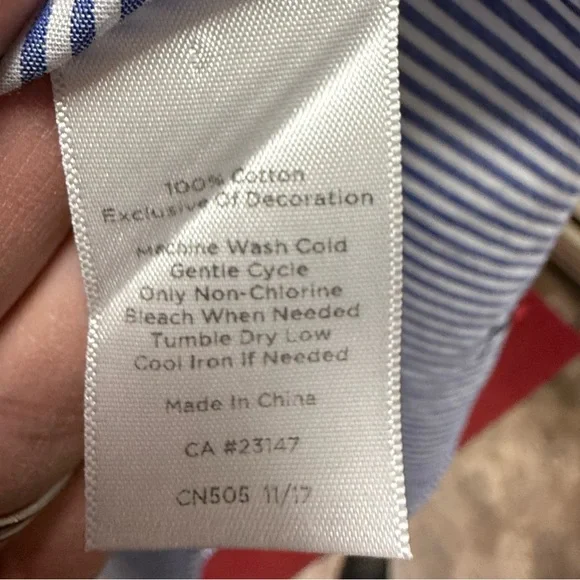 100% Cotton
Exclusive Of Decoration
Machine Wash Cold
Gentle Cycle
Only Non-Chlorine
Bleach When Needed
Tumble Dry Low
Cool Iron If Needed
Made In China
CA #23147
CN505 11/17